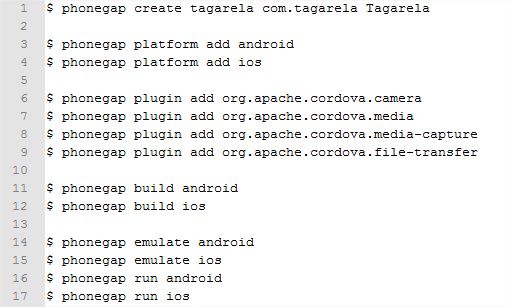 1 $ phonegap create tagarela com.tagarela Tagarela
2
3 $ phonegap platform add android
4 $ phonegap platform add ios
5
6 $ phonegap plugin add org.apache.cordova.camera
7 $ phonegap plugin add org.apache.cordova.media
8 $ phonegap plugin add org.apache.cordova.media-capture
9 $ phonegap plugin add org.apache.cordova.file-transfer
10
11 $ phonegap build android
12 $ phonegap build ios
13
14 $ phonegap emulate android
15 $ phonegap emulate ios
16 $ phonegap run android
17 $ phonegap run ios